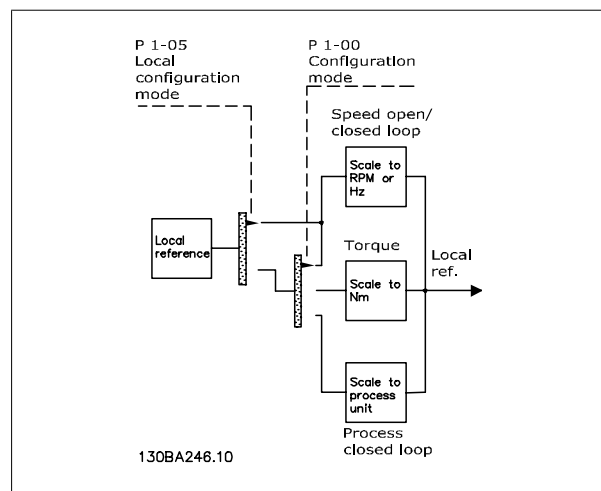 P 1-05
Local
configuration
mode
P 1-00
Configuration
mode
Speed open/
closed loop
Scale to
RPM or
Hz
Local
reference
Torque
Scale to
Nm
Local
ref.
Scale to
process
unit
Process
closed loop
130BA246.10